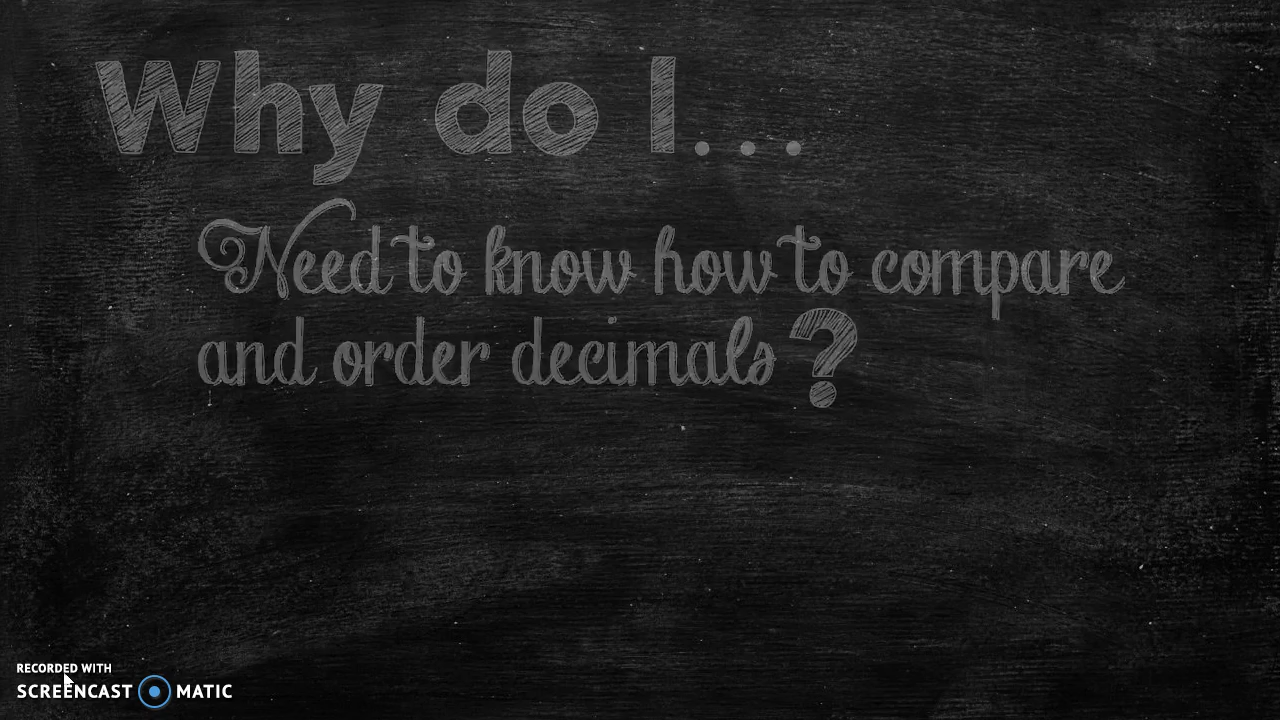 Why do I...
Need to know how to compare
and order decimals?
RECORDED WITH
SCREENCAST MATIC